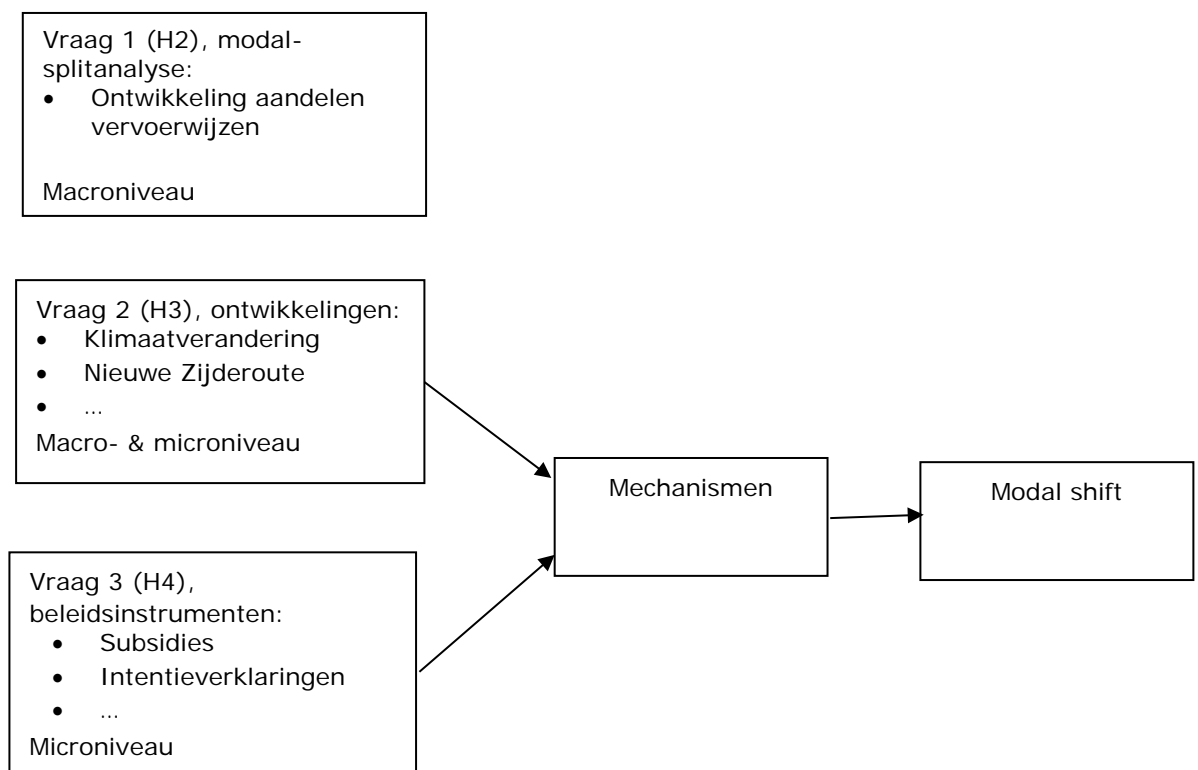 Vraag 1 (H2), modal-
splitanalyse:
• Ontwikkeling aandelen
vervoerwijzen
Macroniveau
Vraag 2 (H3), ontwikkelingen:
• Klimaatverandering
• Nieuwe Zijderoute
• ...
Macro- & microniveau
Mechanismen
Modal shift
Vraag 3 (H4),
beleidsinstrumenten:
• Subsidies
• Intentieverklaringen
• ...
Microniveau